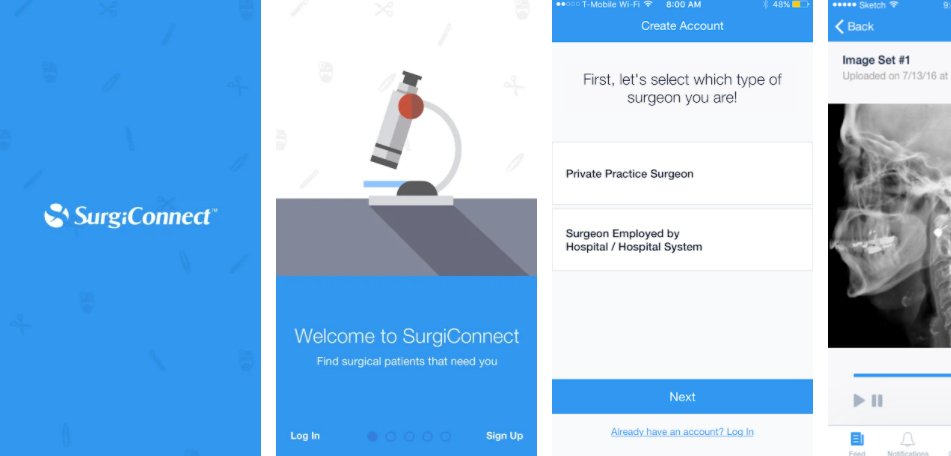 SurgiConnect™
Welcome to SurgiConnect
Find surgical patients that need you
Log In
Sign Up
T-Mobile Wi-Fi
8:00 AM
48%
Create Account
First, let's select which type of
surgeon you are!
Private Practice Surgeon
Surgeon Employed by
Hospital / Hospital System
Next
Already have an account? Log In
Sketch
9:
Back
Image Set #1
Uploaded on 7/13/16 at
Feed
Notifications